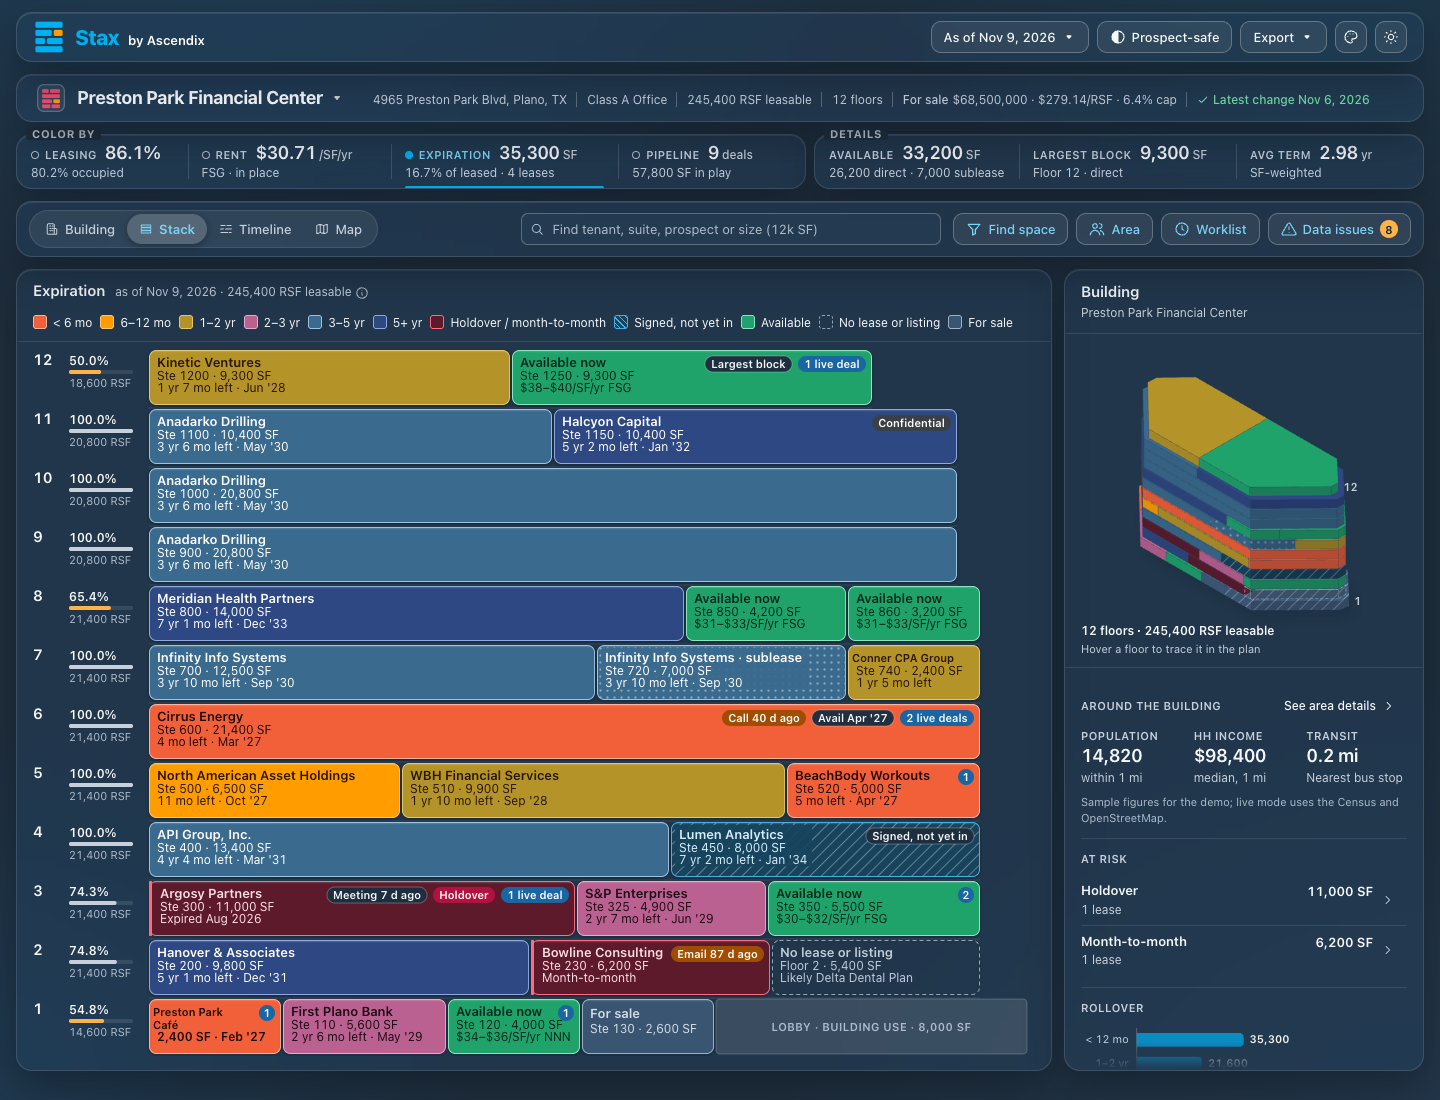 Stax by Ascendix
As of Nov 9, 2026
Prospect-safe
Export
Preston Park Financial Center
4965 Preston Park Blvd, Plano, TX
Class A Office
245,400 RSF leasable
12 floors
For sale $68,500,000 · $279.14/RSF · 6.4% cap
✓ Latest change Nov 6, 2026
COLOR BY
LEASING 86.1%
80.2% occupied
RENT $30.71 /SF/yr
FSG · in place
EXPIRATION 35,300 SF
16.7% of leased · 4 leases
PIPELINE 9 deals
57,800 SF in play
DETAILS
AVAILABLE 33,200 SF
26,200 direct · 7,000 sublease
LARGEST BLOCK 9,300 SF
Floor 12 · direct
AVG TERM 2.98 yr
SF-weighted
Building
Stack
Timeline
Map
Find tenant, suite, prospect or size (12k SF)
Find space
Area
Worklist
Data issues 8
Expiration as of Nov 9, 2026 · 245,400 RSF leasable
< 6 mo
6–12 mo
1–2 yr
2–3 yr
3–5 yr
5+ yr
Holdover / month-to-month
Signed, not yet in
Available
No lease or listing
For sale
12 50.0%
18,600 RSF
Kinetic Ventures
Ste 1200 · 9,300 SF
1 yr 7 mo left · Jun '28
Available now
Largest block
1 live deal
Ste 1250 · 9,300 SF
$38–$40/SF/yr FSG
11 100.0%
20,800 RSF
Anadarko Drilling
Ste 1100 · 10,400 SF
3 yr 6 mo left · May '30
Halcyon Capital
Confidential
Ste 1150 · 10,400 SF
5 yr 2 mo left · Jan '32
10 100.0%
20,800 RSF
Anadarko Drilling
Ste 1000 · 20,800 SF
3 yr 6 mo left · May '30
9 100.0%
20,800 RSF
Anadarko Drilling
Ste 900 · 20,800 SF
3 yr 6 mo left · May '30
8 65.4%
21,400 RSF
Meridian Health Partners
Ste 800 · 14,000 SF
7 yr 1 mo left · Dec '33
Available now
Ste 850 · 4,200 SF
$31–$33/SF/yr FSG
Available now
Ste 860 · 3,200 SF
$31–$33/SF/yr FSG
7 100.0%
21,400 RSF
Infinity Info Systems
Ste 700 · 12,500 SF
3 yr 10 mo left · Sep '30
Infinity Info Systems · sublease
Ste 720 · 7,000 SF
3 yr 10 mo left · Sep '30
Conner CPA Group
Ste 740 · 2,400 SF
1 yr 5 mo left
6 100.0%
21,400 RSF
Cirrus Energy
Call 40 d ago
Avail Apr '27
2 live deals
Ste 600 · 21,400 SF
4 mo left · Mar '27
5 100.0%
21,400 RSF
North American Asset Holdings
Ste 500 · 6,500 SF
11 mo left · Oct '27
WBH Financial Services
Ste 510 · 9,900 SF
1 yr 10 mo left · Sep '28
BeachBody Workouts 1
Ste 520 · 5,000 SF
5 mo left · Apr '27
4 100.0%
21,400 RSF
API Group, Inc.
Ste 400 · 13,400 SF
4 yr 4 mo left · Mar '31
Lumen Analytics
Signed, not yet in
Ste 450 · 8,000 SF
7 yr 2 mo left · Jan '34
3 74.3%
21,400 RSF
Argosy Partners
Meeting 7 d ago
Holdover
1 live deal
Ste 300 · 11,000 SF
Expired Aug 2026
S&P Enterprises
Ste 325 · 4,900 SF
2 yr 7 mo left · Jun '29
Available now 2
Ste 350 · 5,500 SF
$30–$32/SF/yr FSG
2 74.8%
21,400 RSF
Hanover & Associates
Ste 200 · 9,800 SF
5 yr 1 mo left · Dec '31
Bowline Consulting
Email 87 d ago
Ste 230 · 6,200 SF
Month-to-month
No lease or listing
Floor 2 · 5,400 SF
Likely Delta Dental Plan
1 54.8%
14,600 RSF
Preston Park 1
Café
2,400 SF · Feb '27
First Plano Bank
Ste 110 · 5,600 SF
2 yr 6 mo left · May '29
Available now 1
Ste 120 · 4,000 SF
$34–$36/SF/yr NNN
For sale
Ste 130 · 2,600 SF
LOBBY · BUILDING USE · 8,000 SF
Building
Preston Park Financial Center
12
1
12 floors · 245,400 RSF leasable
Hover a floor to trace it in the plan
AROUND THE BUILDING
See area details
POPULATION
14,820
within 1 mi
HH INCOME
$98,400
median, 1 mi
TRANSIT
0.2 mi
Nearest bus stop
Sample figures for the demo; live mode uses the Census and
OpenStreetMap.
AT RISK
Holdover 11,000 SF
1 lease
Month-to-month 6,200 SF
1 lease
ROLLOVER
< 12 mo 35,300
1–2 yr 21,600